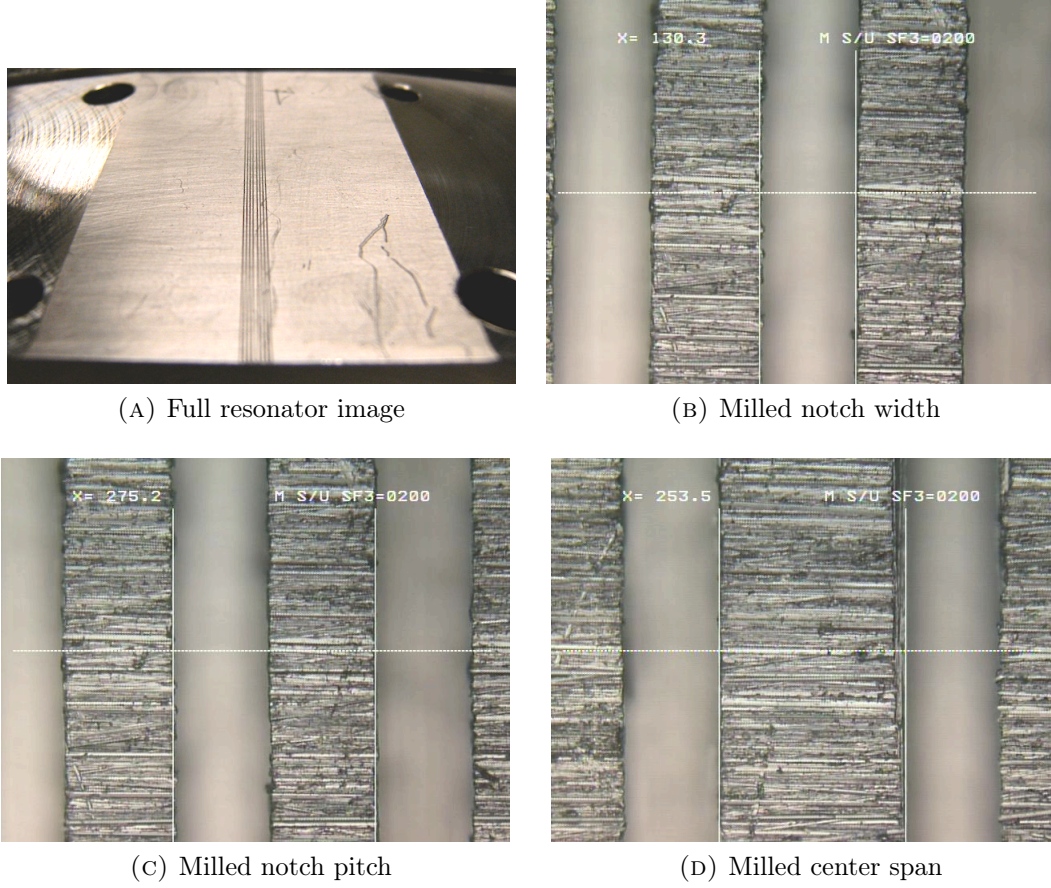 X= 130.3 M S/U SF3=0200
(A) Full resonator image
(B) Milled notch width
X= 275.2 M S/U SF3=0200
X= 253.5 M S/U SF3=0200
(C) Milled notch pitch
(D) Milled center span